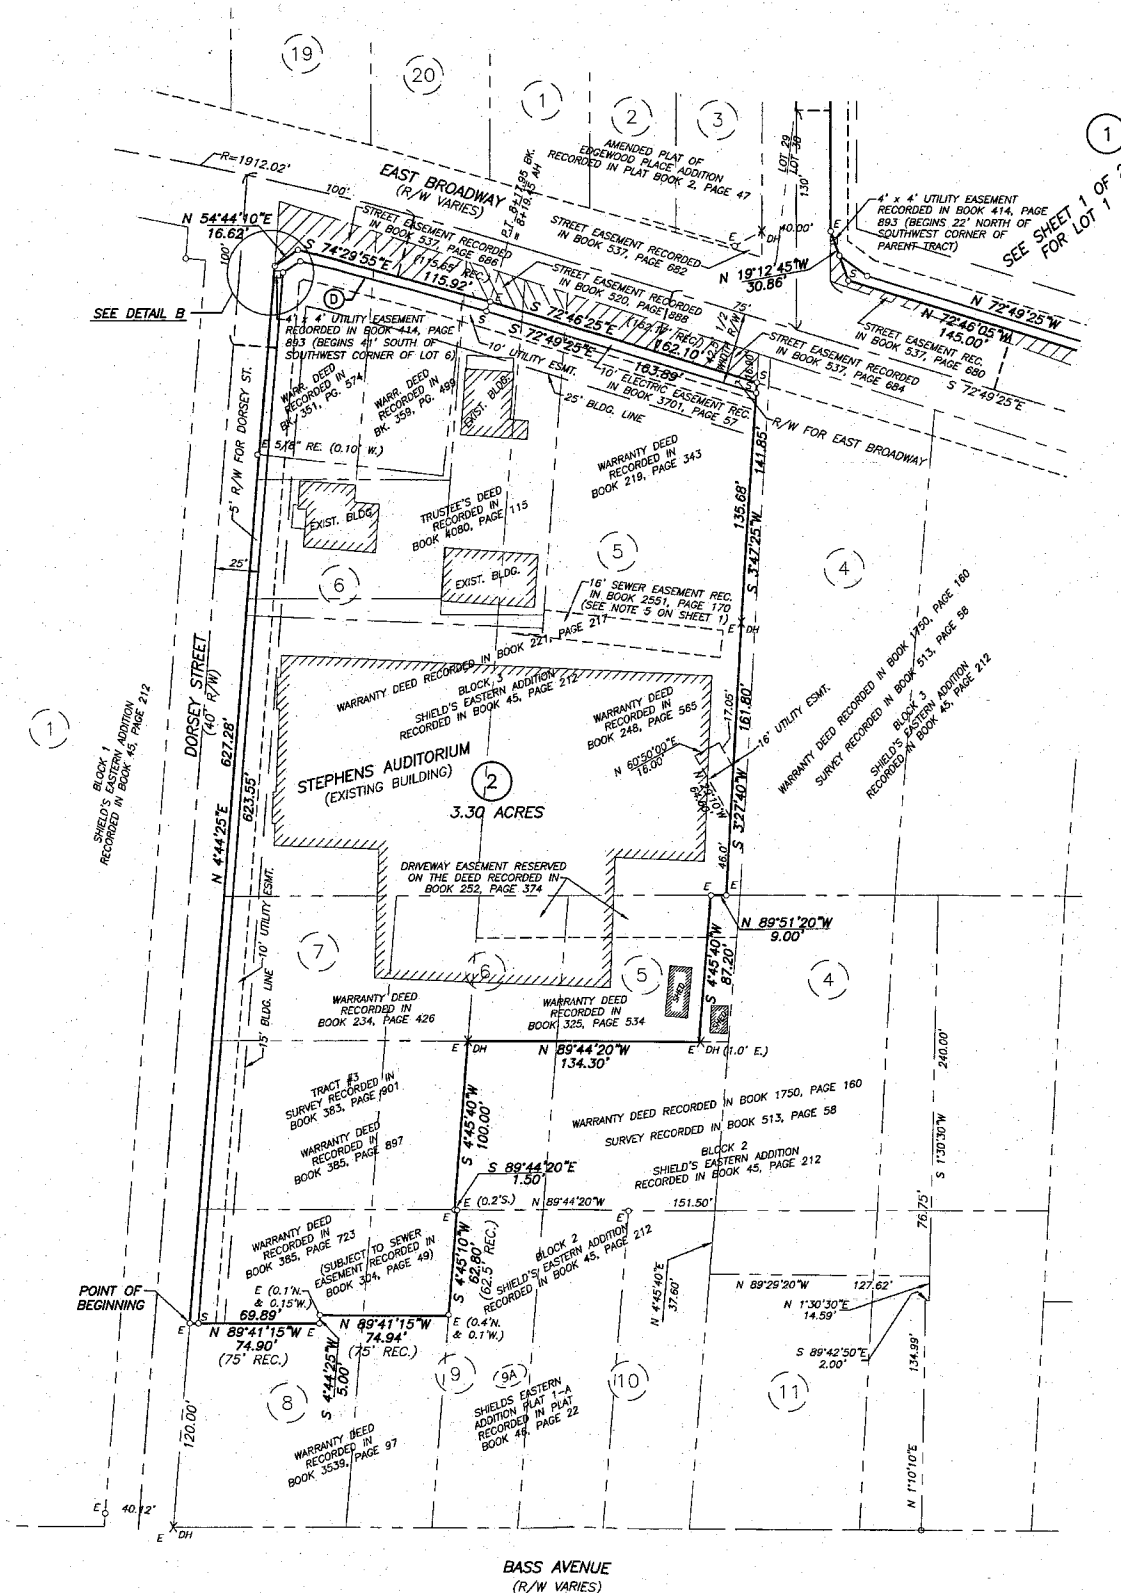 19
20
1
2
3
1
AMENDED PLAT OF
EDGEWOOD PLACE ADDITION
RECORDED IN PLAT BOOK 2, PAGE 47
LOT 29
LOT 30
130'
R=1912.02'
EAST BROADWAY
(R/W VARIES)
100'
4' x 4' UTILITY EASEMENT
RECORDED IN BOOK 414, PAGE
893 (BEGINS 22' NORTH OF
SOUTHWEST CORNER OF
PARENT TRACT)
SEE SHEET 1 OF 2
FOR LOT 1
N 54°44'10"E
16.62'
100'
STREET EASEMENT RECORDED
IN BOOK 537, PAGE 686
STREET EASEMENT RECORDED
IN BOOK 537, PAGE 682
E
DH
40.00'
E
S
N 19°12'45"W
30.86'
S 74°29'55"E
(115.65' REC.)
115.92'
STREET EASEMENT RECORDED
IN BOOK 520, PAGE 688
75'
N 72°49'25"W
N 72°46'05"W
145.00'
SEE DETAIL B
D
E
S
S 72°46'25"E
S 72°49'25"E
162.10'
163.89'
42.5' 1/2
WIDTH R/W
STREET EASEMENT REC.
IN BOOK 537, PAGE 680
STREET EASEMENT RECORDED
IN BOOK 537, PAGE 684
S 72°49'25"E
4' x 4' UTILITY EASEMENT
RECORDED IN BOOK 414, PAGE
893 (BEGINS 41' SOUTH OF
SOUTHWEST CORNER OF LOT 6)
10' UTILITY ESMT.
10' ELECTRIC EASEMENT REC.
IN BOOK 3701, PAGE 57
25' BLDG. LINE
S
R/W FOR EAST BROADWAY
WARR. DEED
RECORDED IN
BK. 351, PG. 574
WARR. DEED
RECORDED IN
BK. 359, PG. 499
EXIST. BLDG.
E 5/8" RE. (0.10' W.)
5' R/W FOR DORSEY ST.
WARRANTY DEED
RECORDED IN
BOOK 219, PAGE 343
141.85'
135.68'
S 3°47'25"W
EXIST. BLDG
TRUSTEE'S DEED
RECORDED IN
BOOK 4080, PAGE 115
25'
5
4
6
EXIST. BLDG.
16' SEWER EASEMENT REC.
IN BOOK 2551, PAGE 170
(SEE NOTE 5 ON SHEET 1)
E
DH
WARRANTY DEED RECORDED IN BOOK 221, PAGE 217
BLOCK 3
SHIELD'S EASTERN ADDITION
RECORDED IN BOOK 45, PAGE 212
WARRANTY DEED
RECORDED IN
BOOK 248, PAGE 565
17.05'
161.80'
16' UTILITY ESMT.
WARRANTY DEED RECORDED IN BOOK 1750, PAGE 160
SURVEY RECORDED IN BOOK 513, PAGE 58
BLOCK 3
SHIELD'S EASTERN ADDITION
RECORDED IN BOOK 45, PAGE 212
1
BLOCK 1
SHIELD'S EASTERN ADDITION
RECORDED IN BOOK 45, PAGE 212
DORSEY STREET
(40' R/W)
627.28'
623.55'
N 4°44'25"E
STEPHENS AUDITORIUM
(EXISTING BUILDING)
2
3.30 ACRES
N 60°50'00"E
16.00'
S 3°27'40"W
46.0'
DRIVEWAY EASEMENT RESERVED
ON THE DEED RECORDED IN
BOOK 252, PAGE 374
10' UTILITY ESMT.
15' BLDG. LINE
E
E
N 89°51'20"W
9.00'
S 4°45'40"W
87.20'
7
6
5
4
SHED
WARRANTY DEED
RECORDED IN
BOOK 234, PAGE 426
WARRANTY DEED
RECORDED IN
BOOK 325, PAGE 534
E
DH
N 89°44'20"W
134.30'
E
DH (1.0' E.)
240.00'
TRACT #3
SURVEY RECORDED IN
BOOK 383, PAGE 901
WARRANTY DEED
RECORDED IN
BOOK 385, PAGE 897
S 4°45'40"W
100.00'
WARRANTY DEED RECORDED IN BOOK 1750, PAGE 160
SURVEY RECORDED IN BOOK 513, PAGE 58
BLOCK 2
SHIELD'S EASTERN ADDITION
RECORDED IN BOOK 45, PAGE 212
S 1°30'30"W
S 89°44'20"E
1.50'
E (0.2'S.)
N 89°44'20"W
151.50'
76.75'
E
E
WARRANTY DEED
RECORDED IN
BOOK 385, PAGE 723
(SUBJECT TO SEWER
EASEMENT RECORDED IN
BOOK 304, PAGE 49)
S 4°45'10"W
62.80'
(62.5' REC.)
BLOCK 2
SHIELD'S EASTERN ADDITION
RECORDED IN BOOK 45, PAGE 212
N 4°45'40"E
37.60'
N 89°29'20"W
127.62'
N 1°30'30"E
14.59'
POINT OF
BEGINNING
E (0.1'N.
& 0.15'W.)
S
69.89'
E
N 89°41'15"W
E
74.90'
(75' REC.)
N 89°41'15"W
74.94'
(75' REC.)
E (0.4'N.
& 0.1'W.)
S 89°42'50"E
2.00'
134.99'
S 4°44'25"W
5.00'
8
9
9A
10
11
SHIELDS EASTERN
ADDITION PLAT 1-A
RECORDED IN PLAT
BOOK 46, PAGE 22
120.00'
WARRANTY DEED
RECORDED IN
BOOK 3539, PAGE 97
N 1°10'10"E
E
40.12'
E
DH
BASS AVENUE
(R/W VARIES)